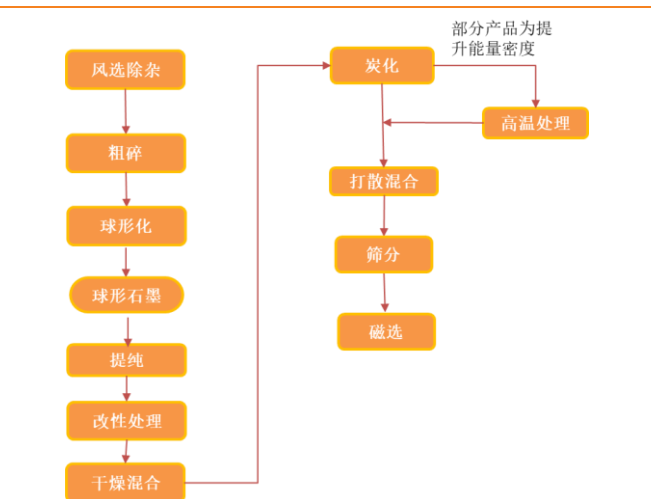 风选除杂
粗碎
球形化
球形石墨
提纯
改性处理
干燥混合
炭化
部分产品为提
升能量密度
高温处理
打散混合
筛分
磁选